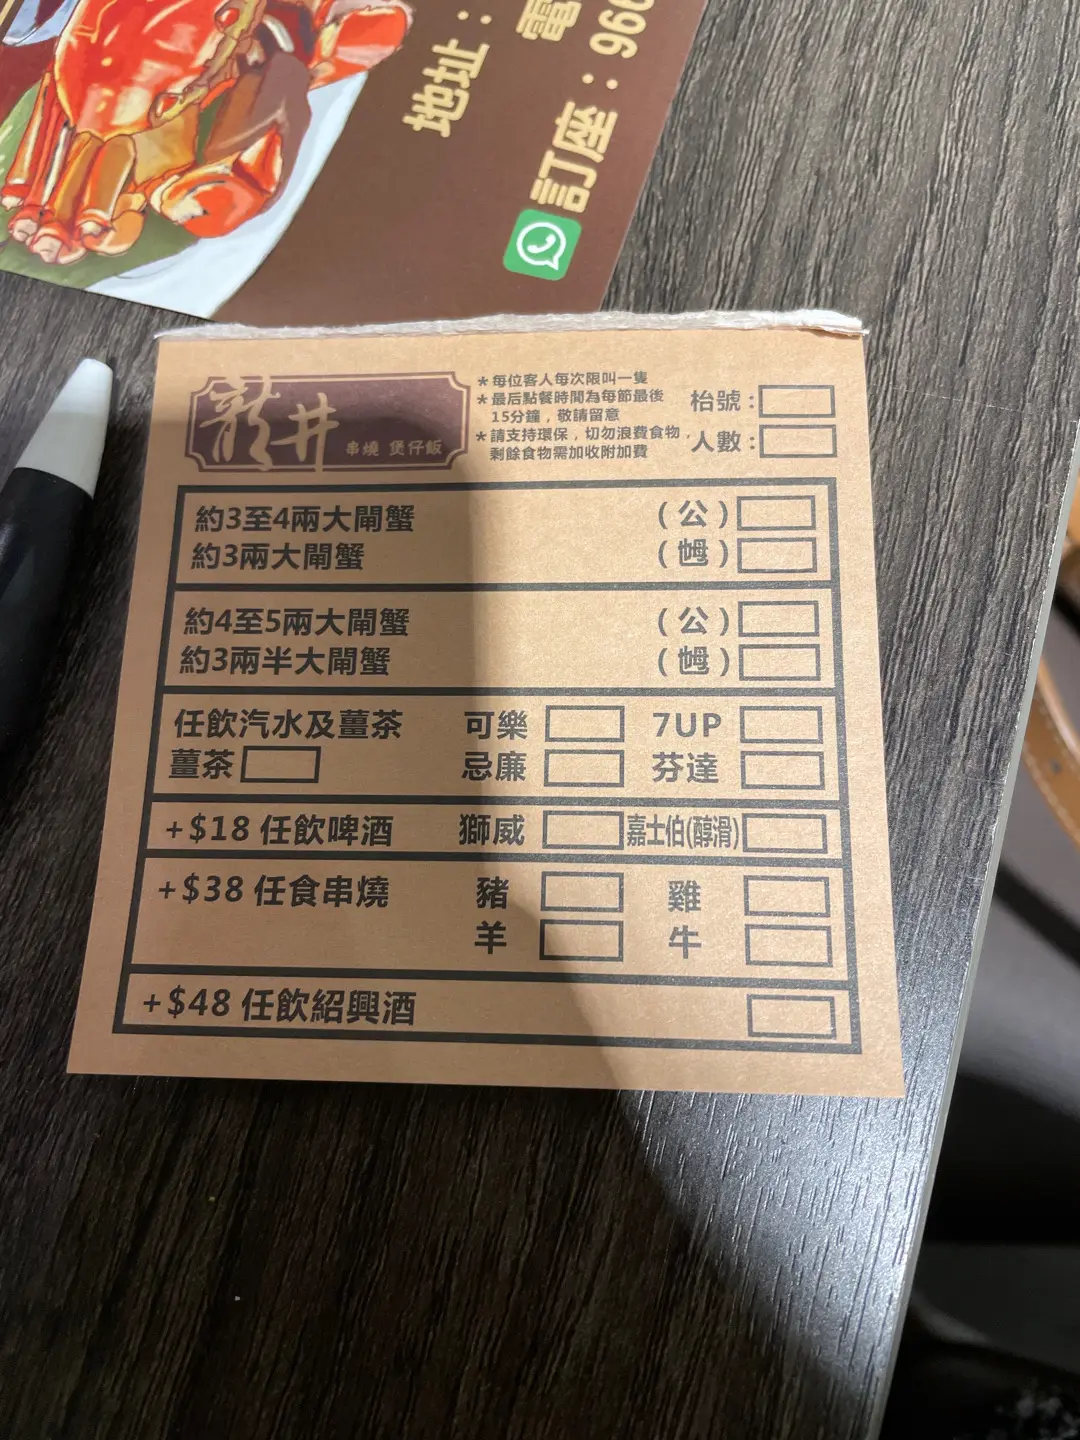 地址：
電
訂座：966
龍井
串燒 煲仔飯
*每位客人每次限叫一隻
*最后點餐時間為每節最後
15分鐘，敬請留意
*請支持環保，切勿浪費食物，
剩餘食物需加收附加費
枱號：
人數：
約3至4兩大閘蟹 （公）
約3兩大閘蟹 （乸）
約4至5兩大閘蟹 （公）
約3兩半大閘蟹 （乸）
任飲汽水及薑茶 可樂 7UP
薑茶 忌廉 芬達
+$18 任飲啤酒 獅威 嘉士伯(醇滑)
+$38 任食串燒 豬 雞
羊 牛
+$48 任飲紹興酒